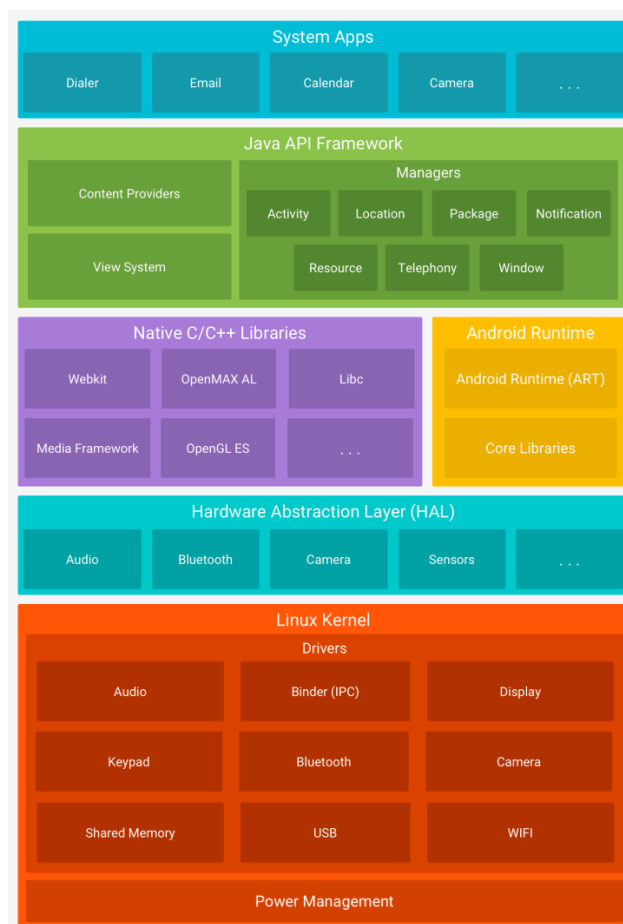 System Apps
Dialer
Email
Calendar
Camera
. . .
Java API Framework
Content Providers
View System
Managers
Activity
Location
Package
Notification
Resource
Telephony
Window
Native C/C++ Libraries
Webkit
OpenMAX AL
Libc
Media Framework
OpenGL ES
. . .
Android Runtime
Android Runtime (ART)
Core Libraries
Hardware Abstraction Layer (HAL)
Audio
Bluetooth
Camera
Sensors
. . .
Linux Kernel
Drivers
Audio
Binder (IPC)
Display
Keypad
Bluetooth
Camera
Shared Memory
USB
WIFI
Power Management